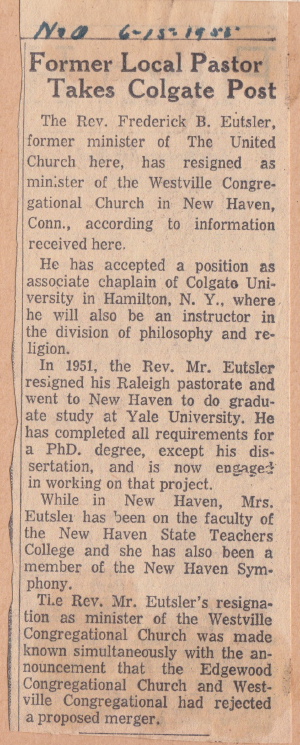 N&O 6-15-1955
Former Local Pastor
Takes Colgate Post
The Rev. Frederick B. Eutsler,
former minister of The United
Church here, has resigned as
minister of the Westville Congre-
gational Church in New Haven,
Conn., according to information
received here.
He has accepted a position as
associate chaplain of Colgate Uni-
versity in Hamilton, N. Y., where
he will also be an instructor in
the division of philosophy and re-
ligion.
In 1951, the Rev. Mr. Eutsler
resigned his Raleigh pastorate and
went to New Haven to do gradu-
ate study at Yale University. He
has completed all requirements for
a PhD. degree, except his dis-
sertation, and is now engaged
in working on that project.
While in New Haven, Mrs.
Eutsler has been on the faculty of
the New Haven State Teachers
College and she has also been a
member of the New Haven Sym-
phony.
The Rev. Mr. Eutsler's resigna-
tion as minister of the Westville
Congregational Church was made
known simultaneously with the an-
nouncement that the Edgewood
Congregational Church and West-
ville Congregational had rejected
a proposed merger.